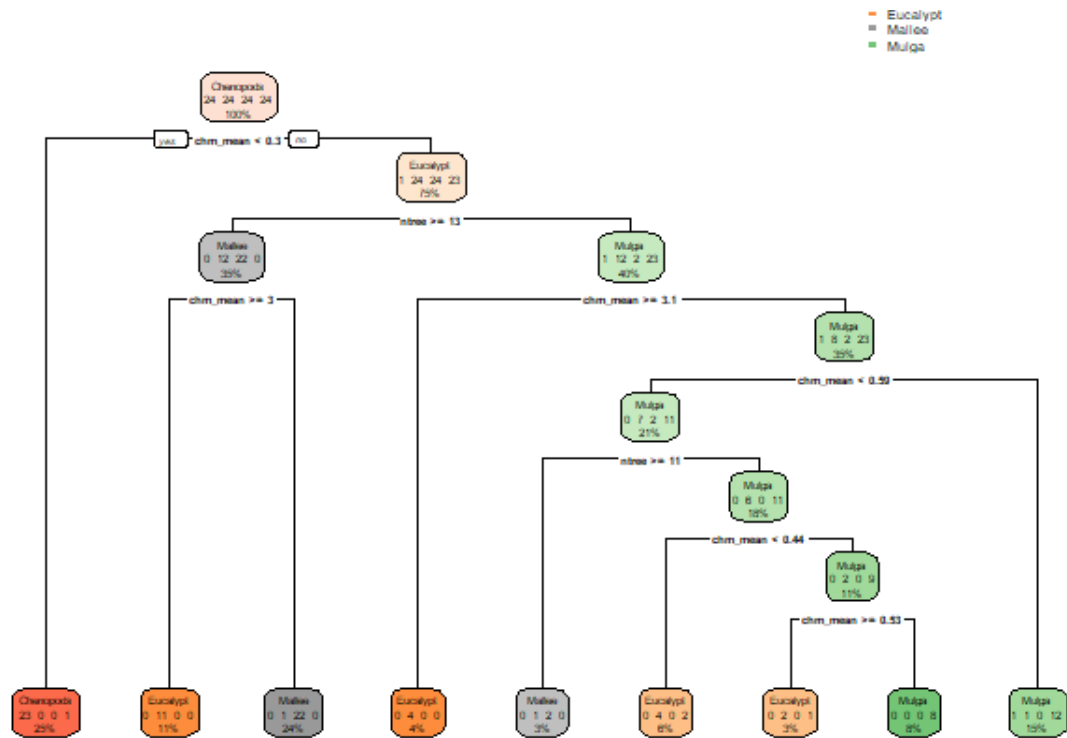 Eucalypt
Mallee
Mulga
Chenopods
24 24 24 24
100%
yes chm_mean < 0.3 no
Eucalypt
1 24 24 23
75%
ntree >= 13
Mallee
0 12 22 0
35%
Mulga
1 12 2 23
40%
chm_mean >= 3
chm_mean >= 3.1
Mulga
1 8 2 23
35%
chm_mean < 0.59
Mulga
0 7 2 11
21%
ntree >= 11
Mulga
0 6 0 11
18%
chm_mean < 0.44
Mulga
0 2 0 9
11%
chm_mean >= 0.53
Chenopods
23 0 0 1
25%
Eucalypt
0 11 0 0
11%
Mallee
0 1 22 0
24%
Eucalypt
0 4 0 0
4%
Mallee
0 1 2 0
3%
Eucalypt
0 4 0 2
6%
Eucalypt
0 2 0 1
3%
Mulga
0 0 0 8
8%
Mulga
1 1 0 12
15%